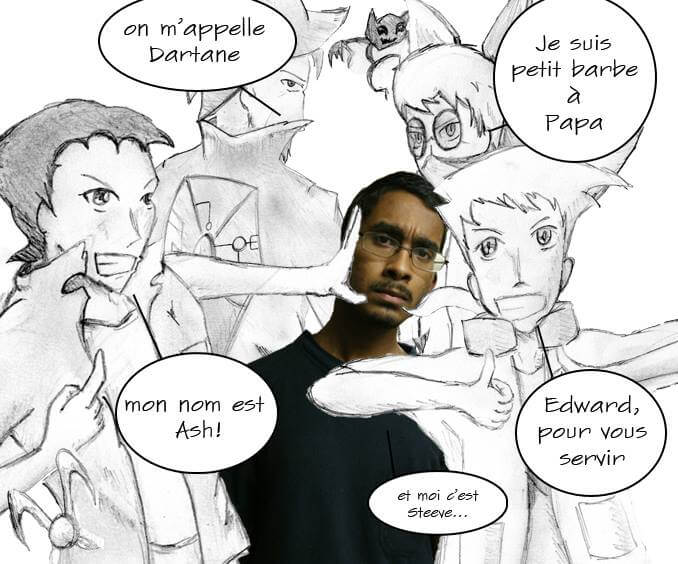 on m'appelle
Dartane
Je suis
petit barbe
à
Papa
mon nom est
Ash!
Edward,
pour vous
servir
et moi c'est
Steeve...